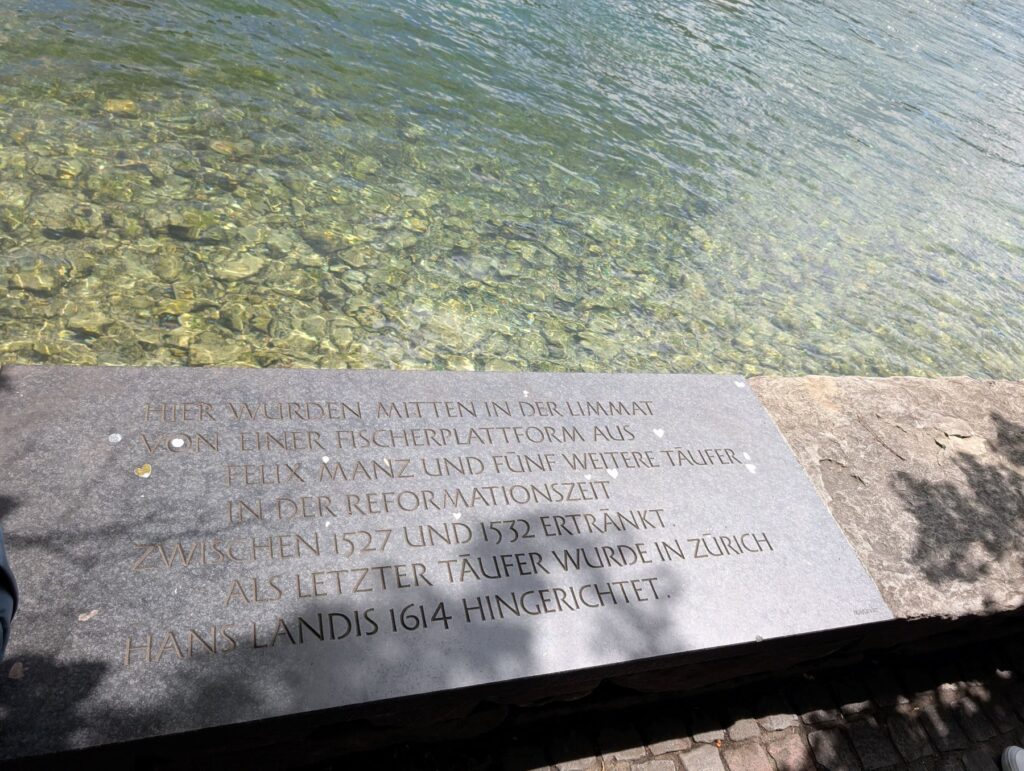 HIER WURDEN MITTEN IN DER LIMMAT
VON EINER FISCHERPLATTFORM AUS
FELIX MANZ UND FÜNF WEITERE TÄUFER
IN DER REFORMATIONSZEIT
ZWISCHEN 1527 UND 1532 ERTRÄNKT.
ALS LETZTER TÄUFER WURDE IN ZÜRICH
HANS LANDIS 1614 HINGERICHTET.